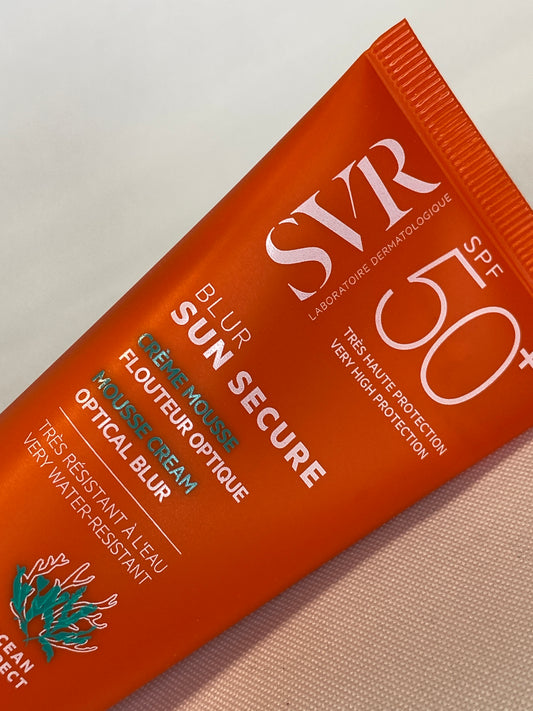 SVR
LABORATOIRE DERMATOLOGIQUE
SPF
50+
TRÈS HAUTE PROTECTION
VERY HIGH PROTECTION
BLUR
SUN SECURE
CRÈME MOUSSE
FLOUTEUR OPTIQUE
MOUSSE CREAM
OPTICAL BLUR
TRÈS RÉSISTANT À L'EAU
VERY WATER-RESISTANT